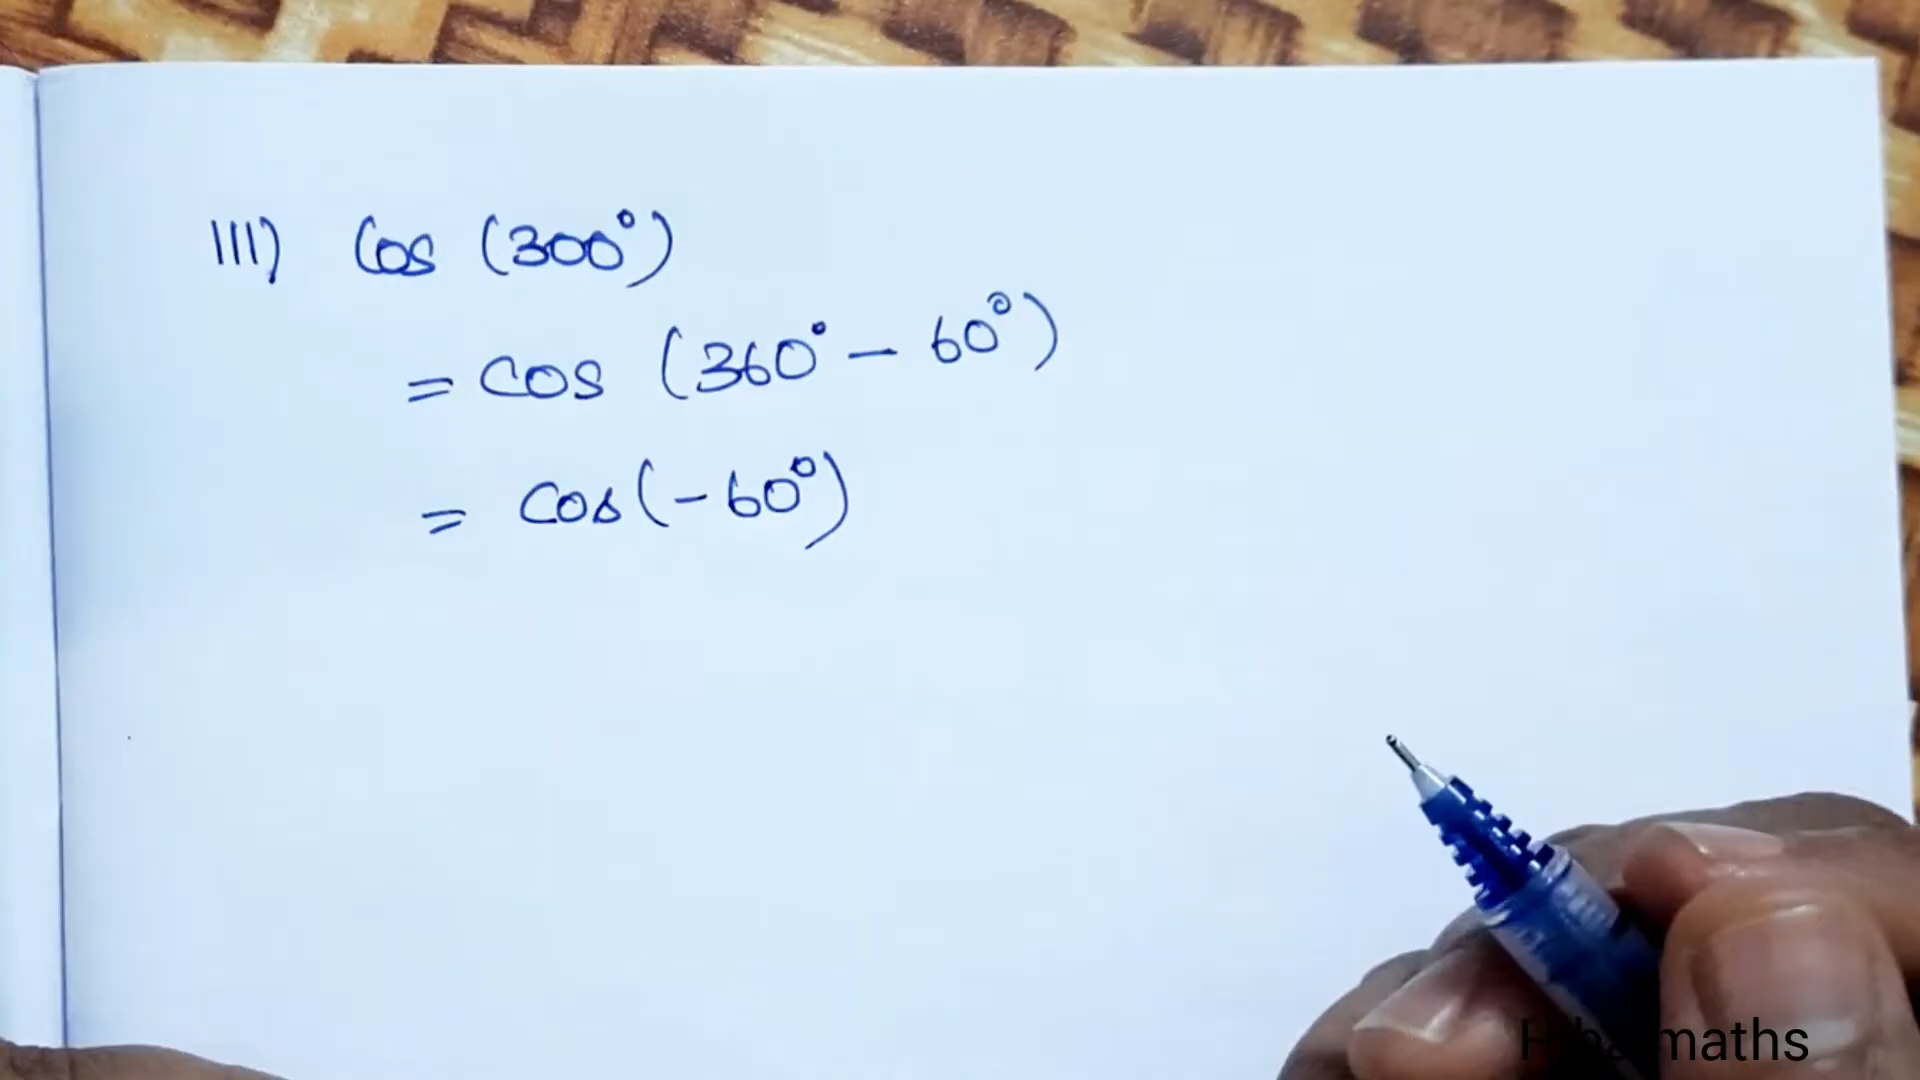 III) Cos (300°)
= cos (360° - 60°)
= Cos(-60°)
maths